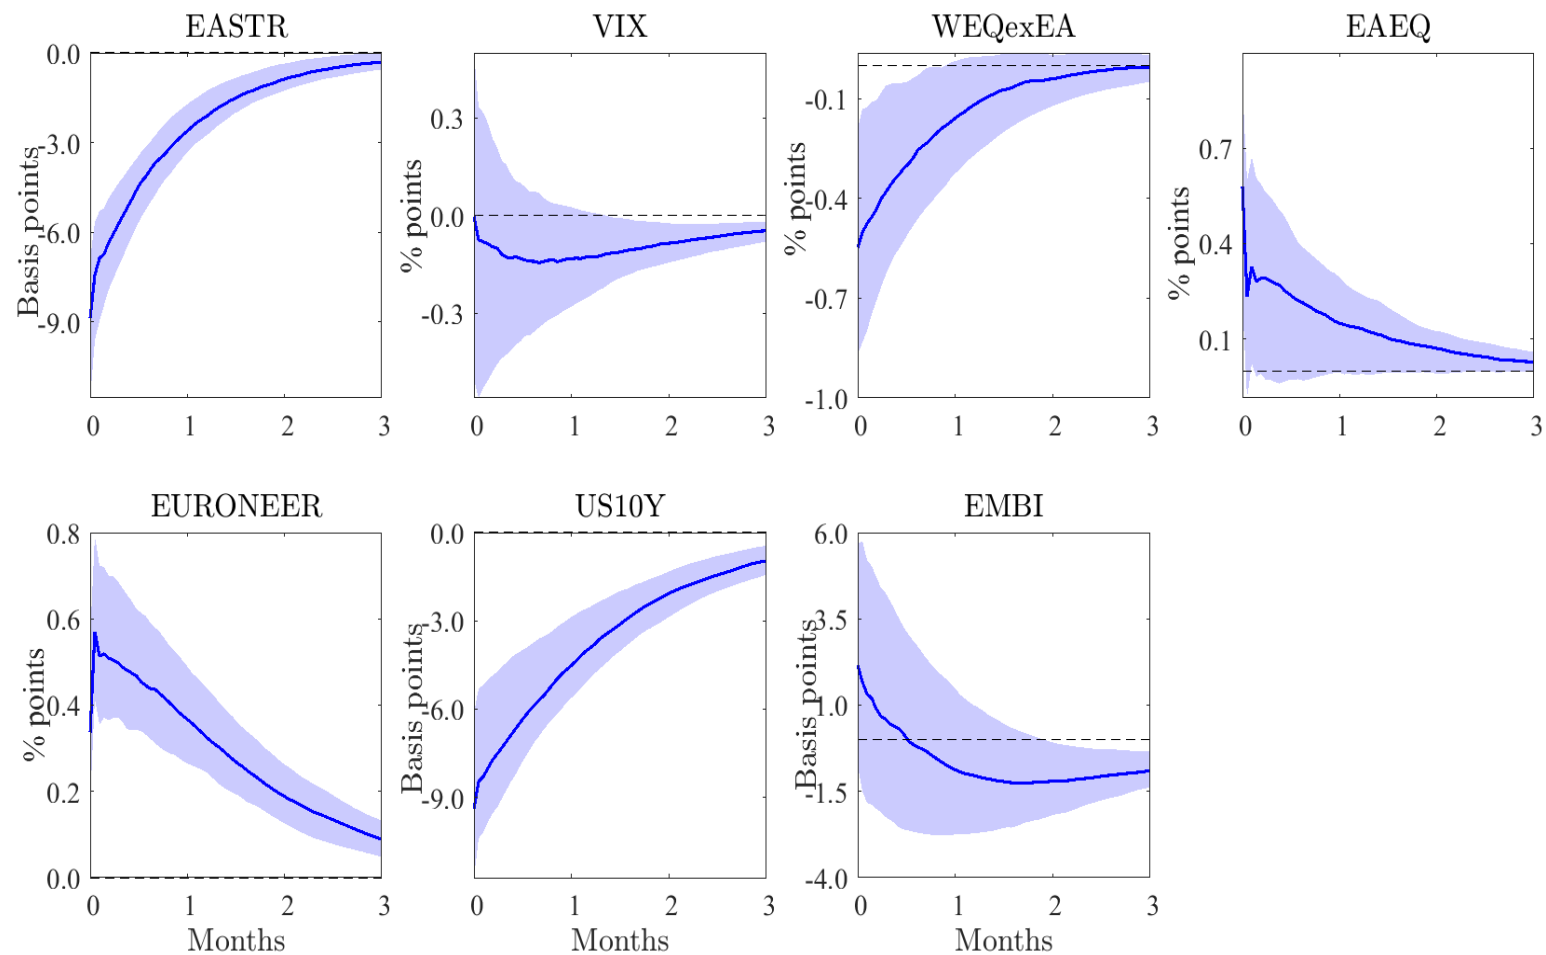 EASTR
Basis points
0.0
-3.0
-6.0
-9.0
0 1 2 3
VIX
% points
0.3
0.0
-0.3
0 1 2 3
WEQexEA
% points
-0.1
-0.4
-0.7
-1.0
0 1 2 3
EAEQ
% points
0.7
0.4
0.1
0 1 2 3
EURONEER
% points
0.8
0.6
0.4
0.2
0.0
0 1 2 3
Months
US10Y
Basis points
0.0
-3.0
-6.0
-9.0
0 1 2 3
Months
EMBI
Basis points
6.0
3.5
1.0
-1.5
-4.0
0 1 2 3
Months